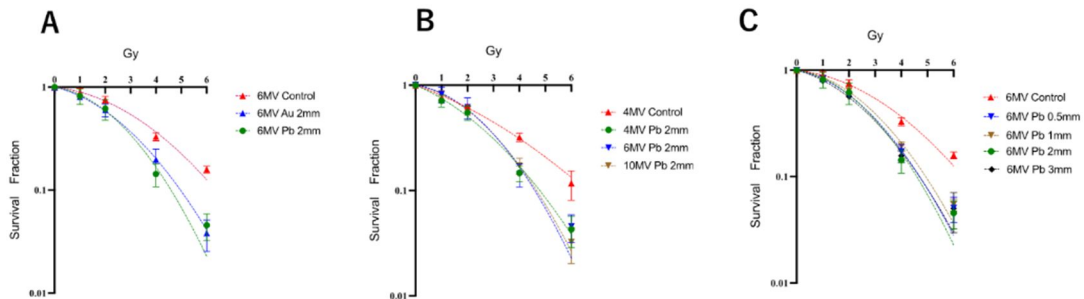 A
Gy
0 1 2 3 4 5 6
1
0.1
0.01
Survival Fraction
6MV Control
6MV Au 2mm
6MV Pb 2mm
B
Gy
0 1 2 3 4 5 6
1
0.1
0.01
Survival Fraction
4MV Control
4MV Pb 2mm
6MV Pb 2mm
10MV Pb 2mm
C
Gy
0 1 2 3 4 5 6
1
0.1
0.01
Survival Fraction
6MV Control
6MV Pb 0.5mm
6MV Pb 1mm
6MV Pb 2mm
6MV Pb 3mm